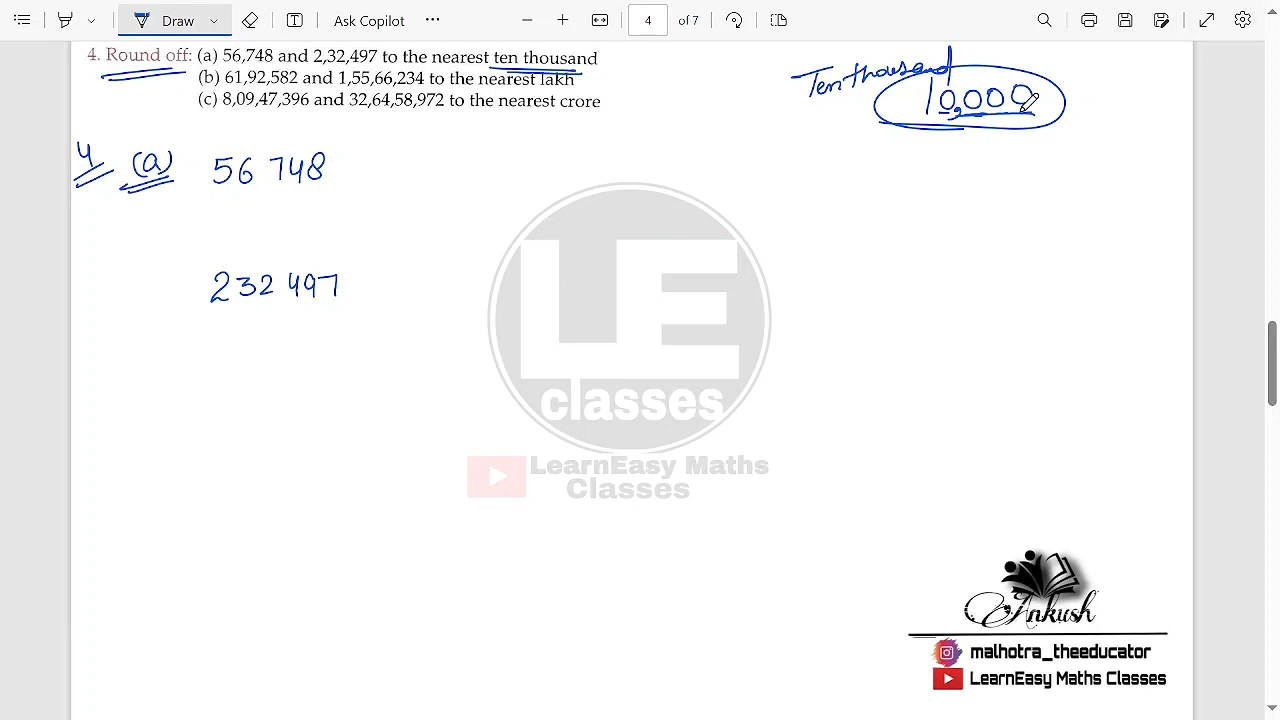 Draw
Ask Copilot
4 of 7
4. Round off: (a) 56,748 and 2,32,497 to the nearest ten thousand
(b) 61,92,582 and 1,55,66,234 to the nearest lakh
(c) 8,09,47,396 and 32,64,58,972 to the nearest crore
Ten thousand
10,000
4 (a) 56 748
232 497
LE
classes
LearnEasy Maths
Classes
Ankush
malhotra_theeducator
LearnEasy Maths Classes